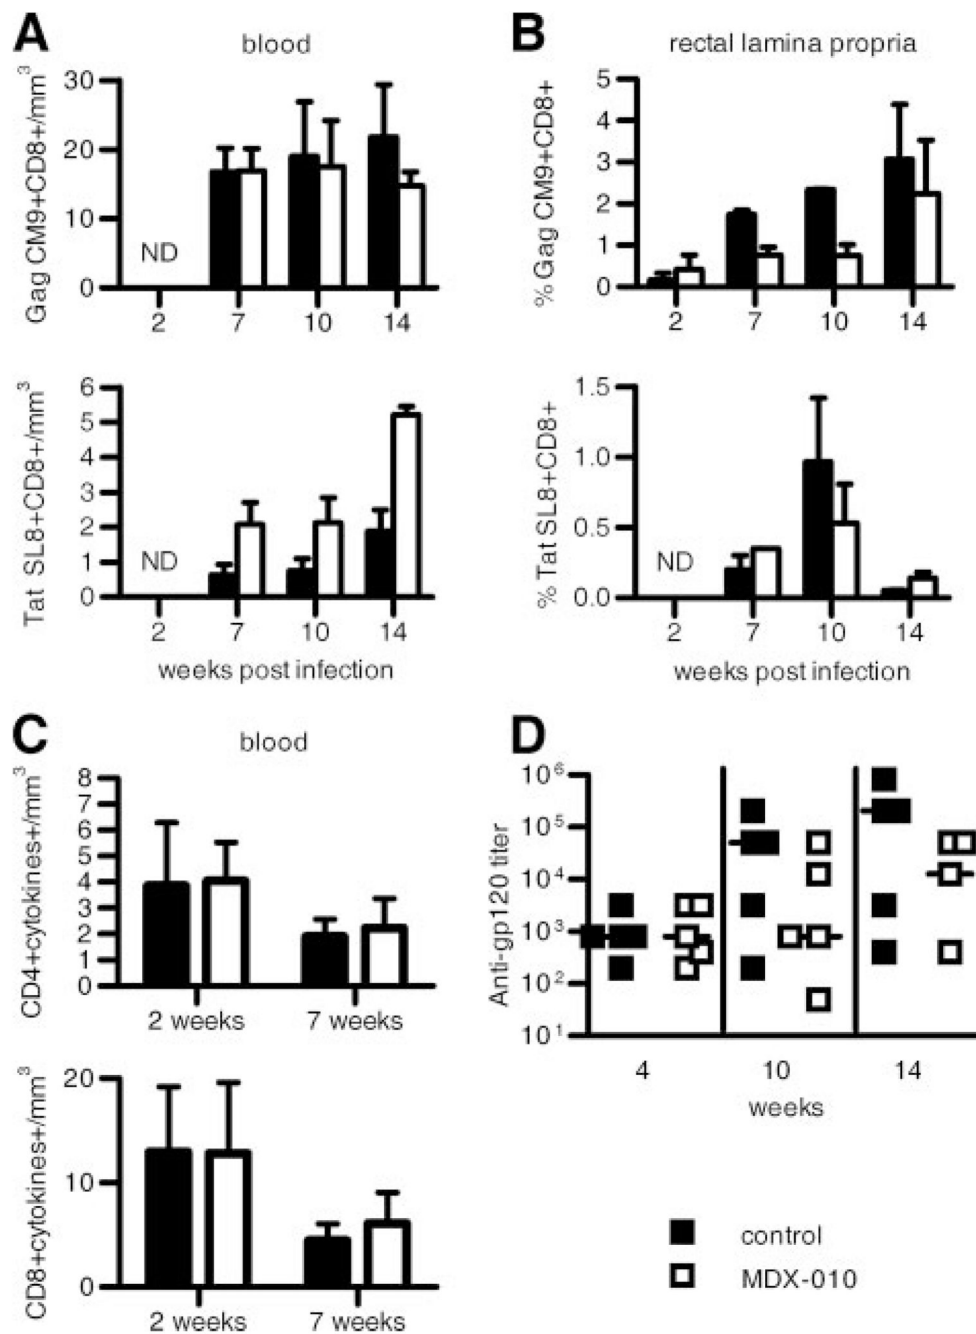 A
blood
Gag CM9+CD8+/mm³
30
20
10
0
ND
2 7 10 14
B
rectal lamina propria
% Gag CM9+CD8+
5
4
3
2
1
0
2 7 10 14
Tat SL8+CD8+/mm³
6
5
4
3
2
1
0
ND
2 7 10 14
weeks post infection
% Tat SL8+CD8+
1.5
1.0
0.5
0.0
ND
2 7 10 14
weeks post infection
C
blood
CD4+cytokines+/mm³
8
7
6
5
4
3
2
1
0
2 weeks 7 weeks
CD8+cytokines+/mm³
20
10
0
2 weeks 7 weeks
D
Anti-gp120 titer
10⁶
10⁵
10⁴
10³
10²
10¹
4 10 14
weeks
control
MDX-010